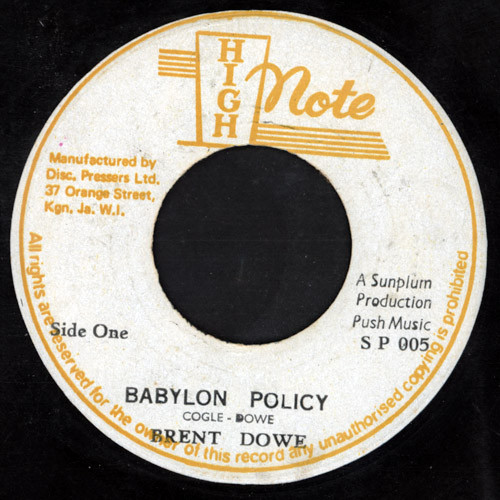 HIGH
Note
Manufactured by
Disc. Pressers Ltd.
37 Orange Street,
Kgn. Ja. W.I.
A Sunplum
Production
Push Music
S P 005
Side One
BABYLON POLICY
COGLE - DOWE
BRENT DOWE
All rights are reserved for the owner of this record any unauthorised copying is prohibited